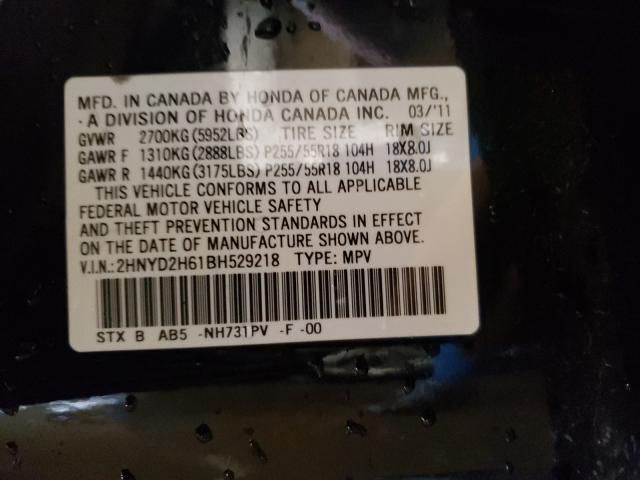 MFD. IN CANADA BY HONDA OF CANADA MFG.,
A DIVISION OF HONDA CANADA INC. 03/'11
GVWR 2700KG (5952LBS) TIRE SIZE RIM SIZE
GAWR F 1310KG (2888LBS) P255/55R18 104H 18X8.0J
GAWR R 1440KG (3175LBS) P255/55R18 104H 18X8.0J
THIS VEHICLE CONFORMS TO ALL APPLICABLE
FEDERAL MOTOR VEHICLE SAFETY
AND THEFT PREVENTION STANDARDS IN EFFECT
ON THE DATE OF MANUFACTURE SHOWN ABOVE.
V.I.N.: 2HNYD2H61BH529218 TYPE: MPV
STX B AB5 -NH731PV -F -00